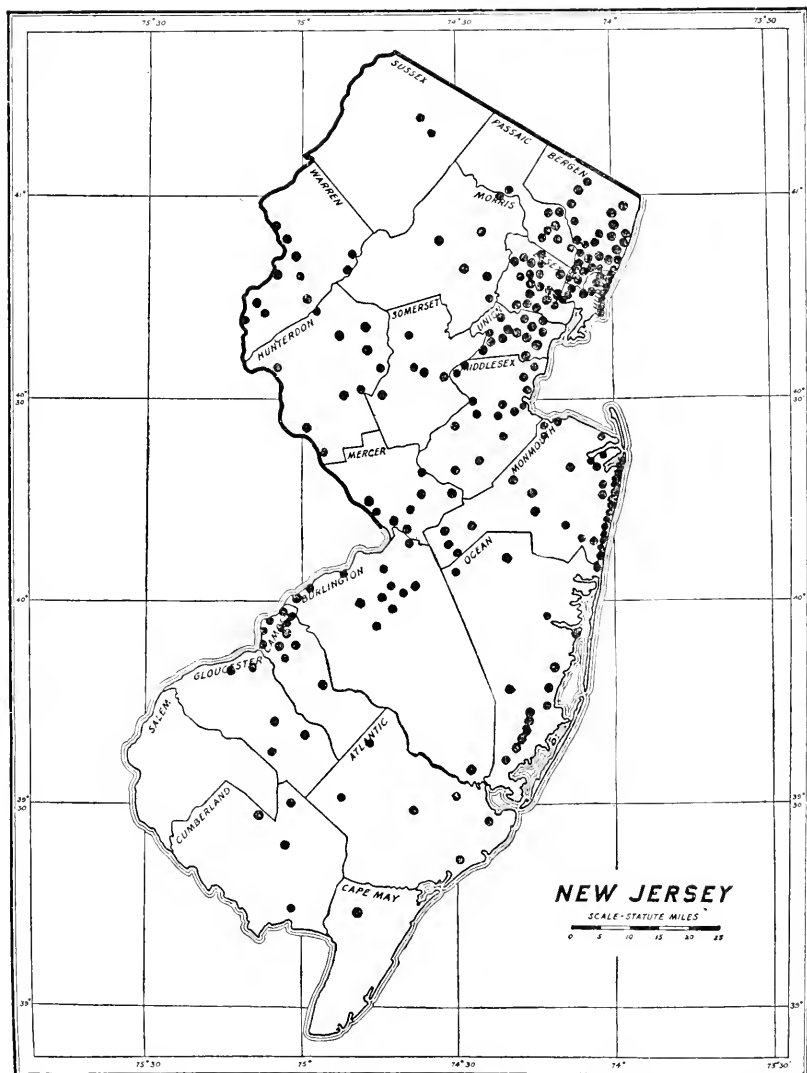 75°30'
75°
74°30'
74°
73°30'
SUSSEX
PASSAIC
BERGEN
WARREN
41°
41°
MORRIS
SOMERSET
UNION
HUNTERDON
MIDDLESEX
40°
30'
40°
30'
MERCER
MONMOUTH
OCEAN
BURLINGTON
40°
40°
GLOUCESTER
SALEM
ATLANTIC
CUMBERLAND
39°
30'
39°
30'
CAPE MAY
NEW JERSEY
SCALE-STATUTE MILES
0 5 10 15 20 25
39°
39°
75°30'
75°
74°30'
74°
73°30'